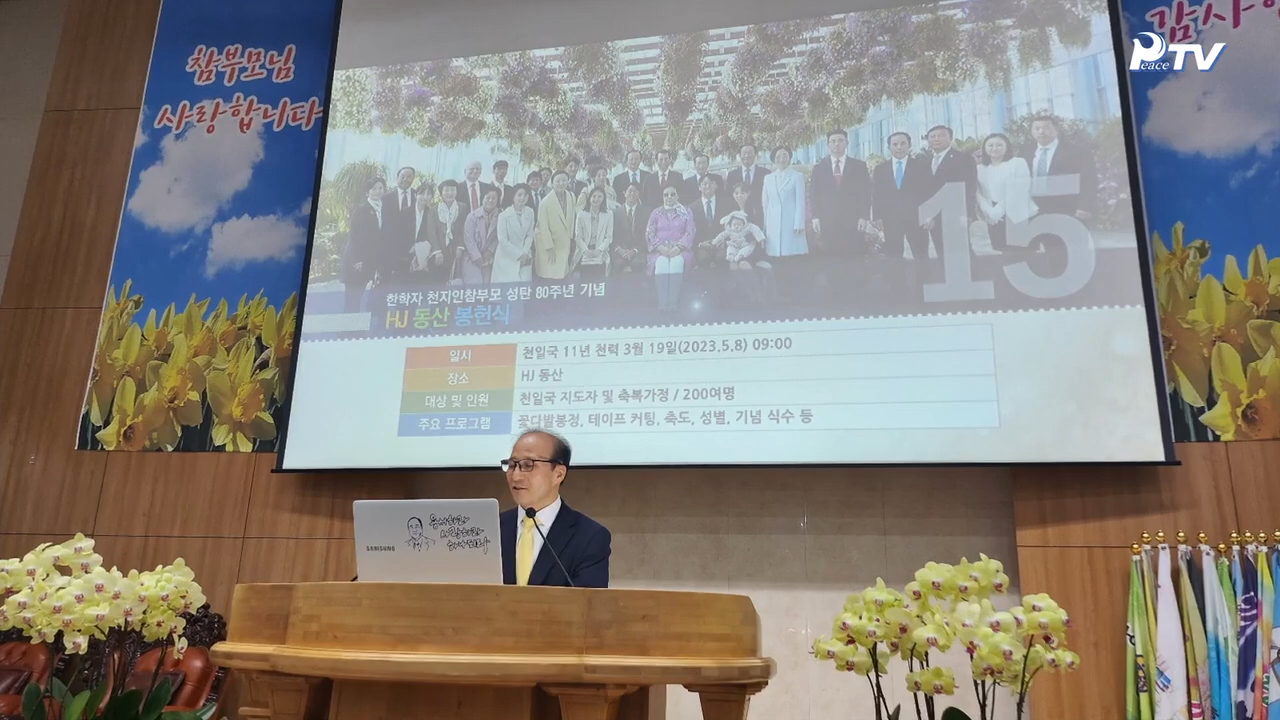 참부모님
사랑합니다
감사합
Peace TV
15
한학자 천지인참부모 성탄 80주년 기념
HJ 동산 봉헌식
일시 천일국 11년 천력 3월 19일(2023.5.8) 09:00
장소 HJ 동산
대상 및 인원 천일국 지도자 및 축복가정 / 200여명
주요 프로그램 꽃다발봉정, 테이프 커팅, 축도, 성별, 기념 식수 등
SAMSUNG